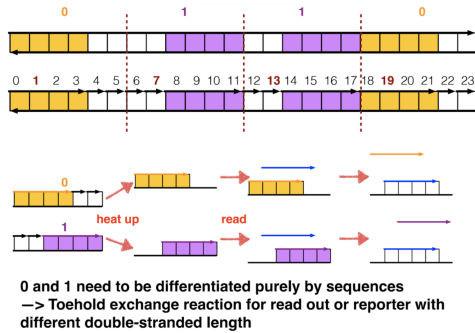 0 1 1 0
0 1 2 3 4 5 6 7 8 9 10 11 12 13 14 15 16 17 18 19 20 21 22 23
0
heat up read
1
0 and 1 need to be differentiated purely by sequences
—> Toehold exchange reaction for read out or reporter with
different double-stranded length